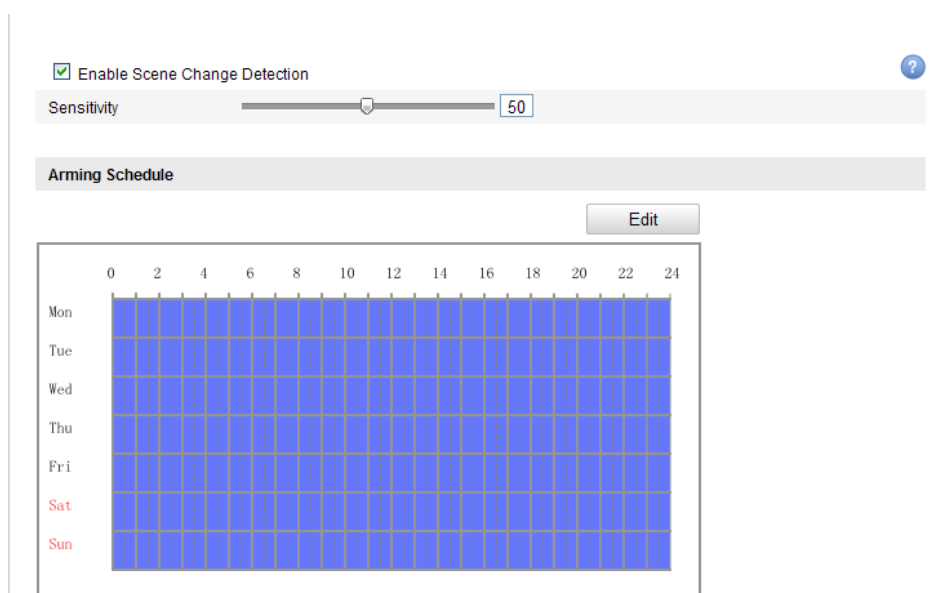 Enable Scene Change Detection
?
Sensitivity 50
Arming Schedule
Edit
0 2 4 6 8 10 12 14 16 18 20 22 24
Mon
Tue
Wed
Thu
Fri
Sat
Sun